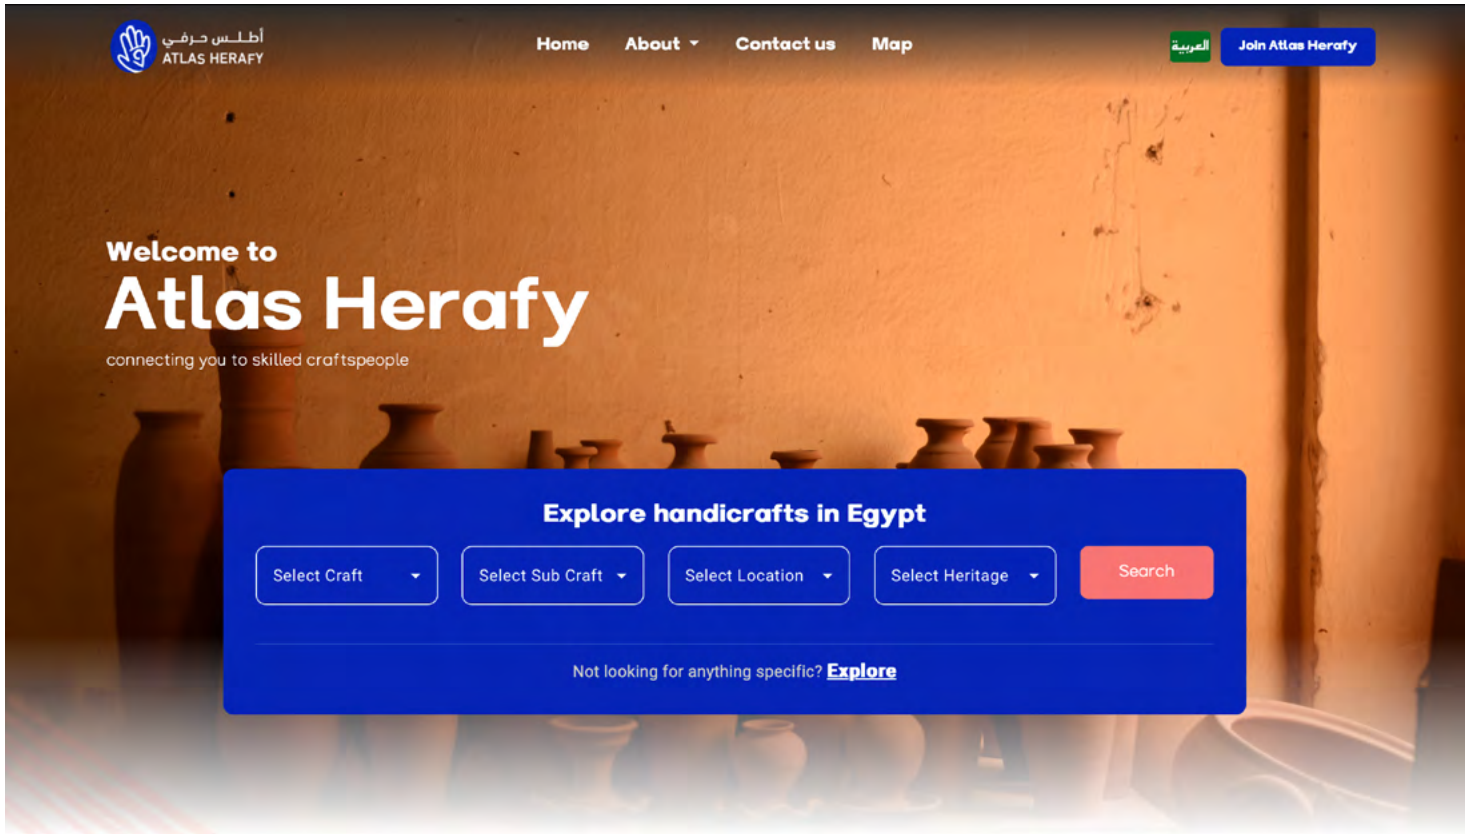 أطلس حرفي
ATLAS HERAFY
Home
About
Contact us
Map
العربية
Join Atlas Herafy
Welcome to
Atlas Herafy
connecting you to skilled craftspeople
Explore handicrafts in Egypt
Select Craft
Select Sub Craft
Select Location
Select Heritage
Search
Not looking for anything specific? Explore